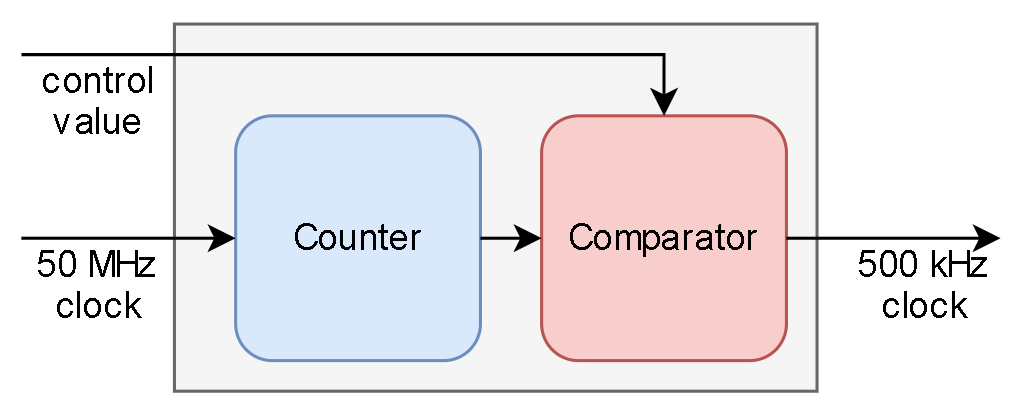 control
value
Counter
Comparator
50 MHz
clock
500 kHz
clock